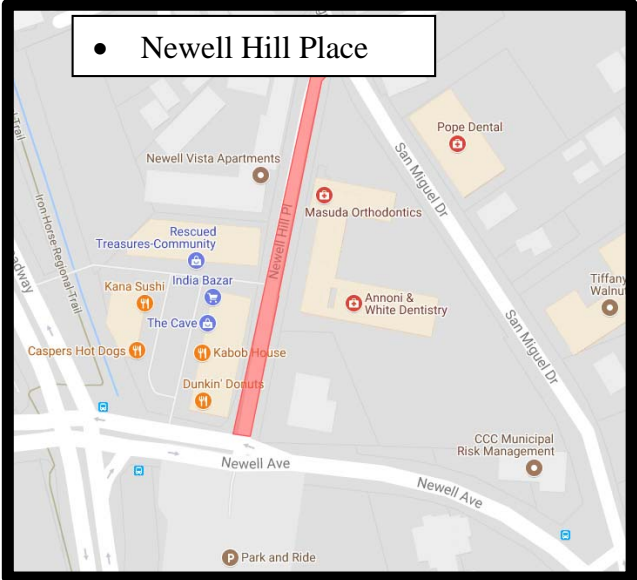 • Newell Hill Place
Pope Dental
San Miguel Dr
Newell Vista Apartments
Masuda Orthodontics
Newell Hill Pl
Rescued
Treasures-Community
Iron-Horse-Regional-Trail
India Bazar
Kana Sushi
Tiffany
Walnut
Annoni &
White Dentistry
The Cave
Caspers Hot Dogs
Kabob House
San Miguel Dr
Dunkin' Donuts
CCC Municipal
Risk Management
Newell Ave
Newell Ave
Park and Ride
P